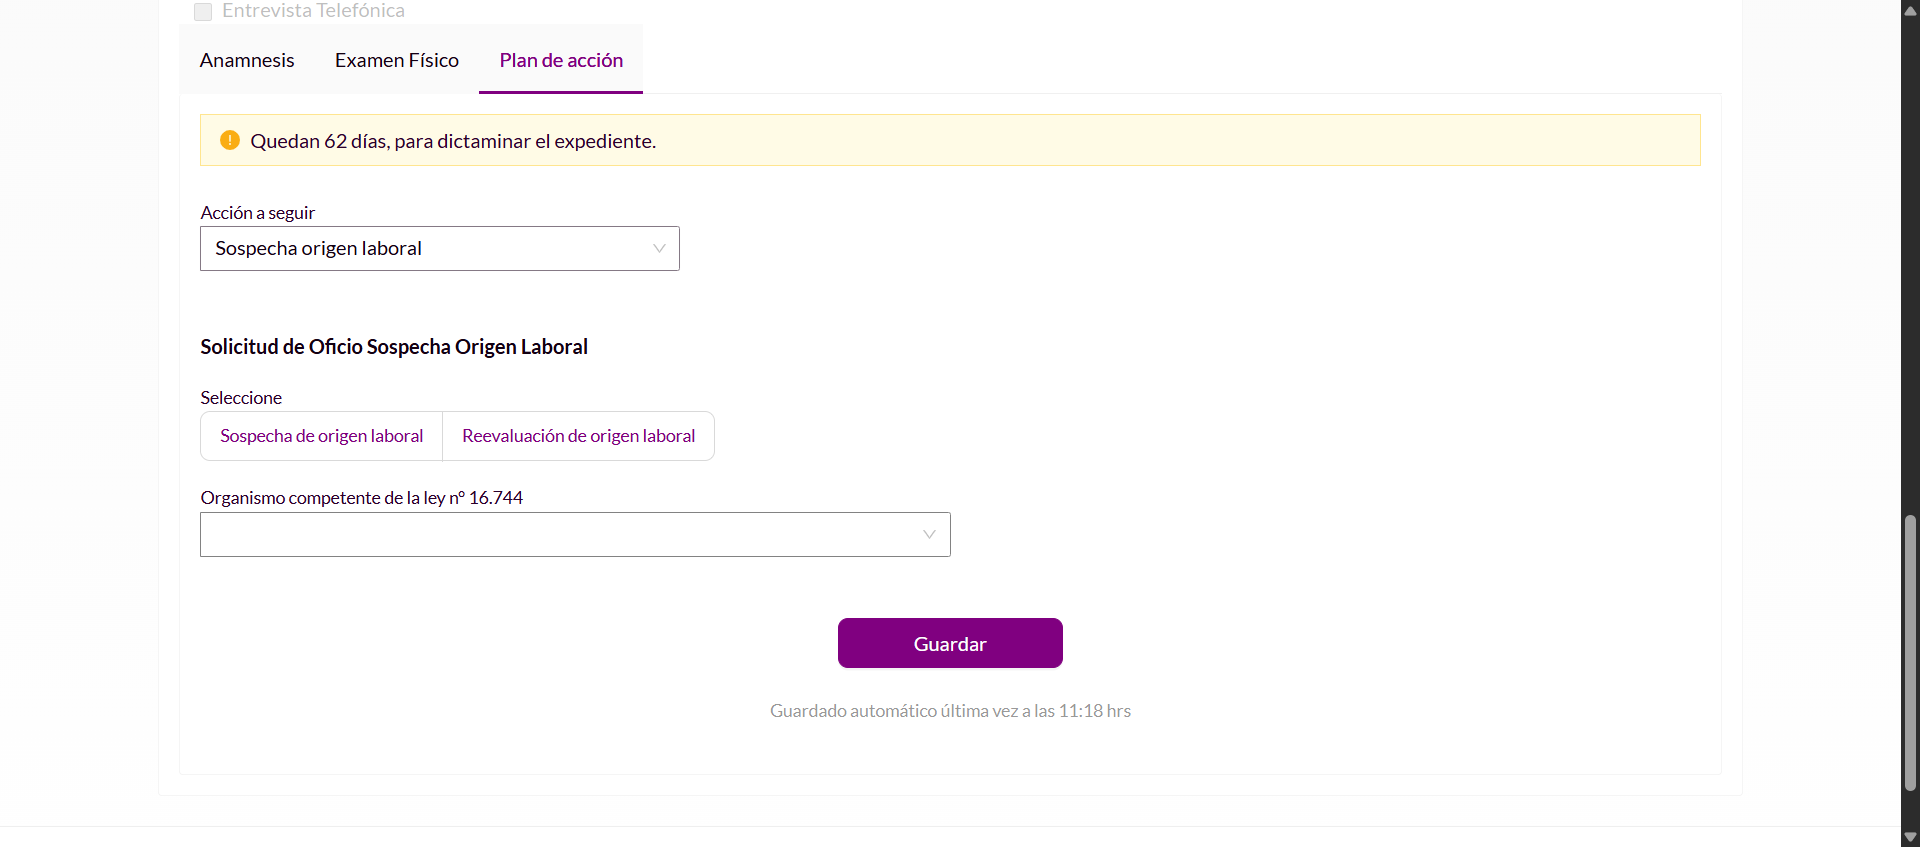 Entrevista Telefónica
Anamnesis Examen Físico Plan de acción
Quedan 62 días, para dictaminar el expediente.
Acción a seguir
Sospecha origen laboral
Solicitud de Oficio Sospecha Origen Laboral
Seleccione
Sospecha de origen laboral Reevaluación de origen laboral
Organismo competente de la ley n° 16.744
Guardar
Guardado automático última vez a las 11:18 hrs